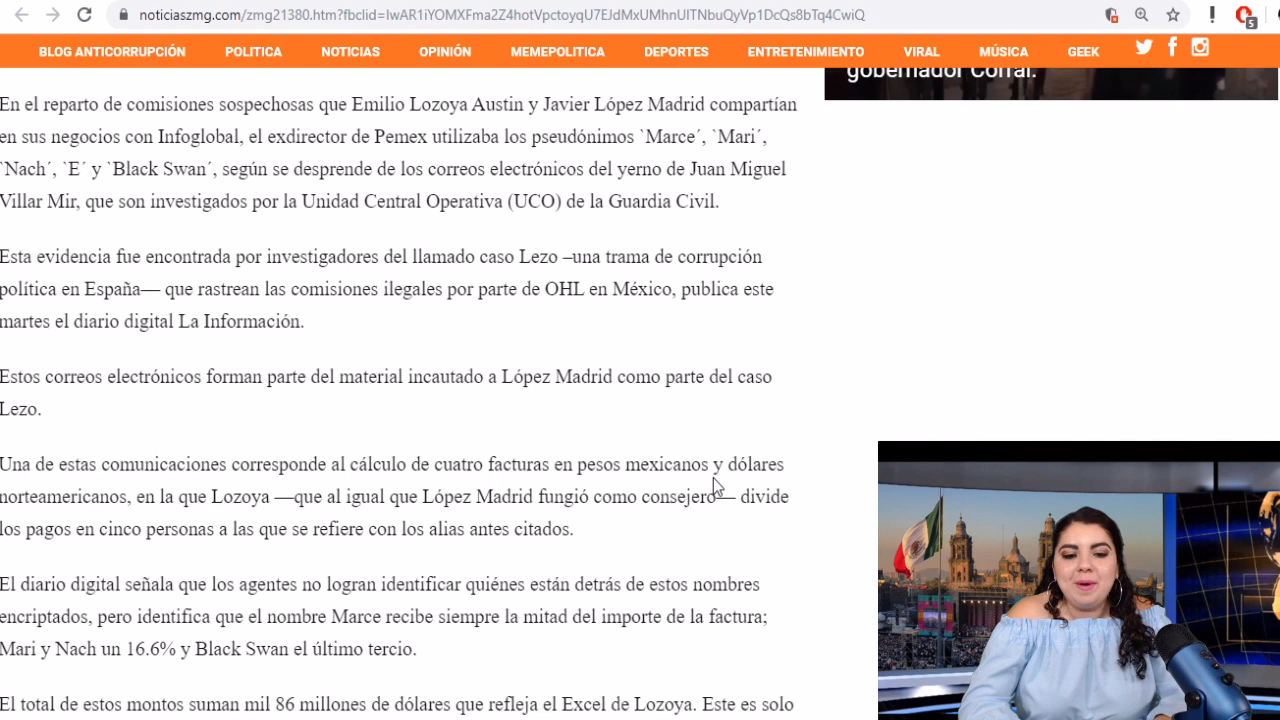 noticiaszmg.com/zmg21380.htm?fbclid=IwAR1iYOMXFma2Z4hotVpctoyqU7EJdMxUMhnUITNbuQyVp1DcQs8bTq4CwiQ
5
BLOG ANTICORRUPCIÓN POLITICA NOTICIAS OPINIÓN MEMEPOLITICA DEPORTES ENTRETENIMIENTO VIRAL MÚSICA GEEK
gobernador Corral.
En el reparto de comisiones sospechosas que Emilio Lozoya Austin y Javier López Madrid compartían
en sus negocios con Infoglobal, el exdirector de Pemex utilizaba los pseudónimos `Marce´, `Mari´,
`Nach´, `E´ y `Black Swan´, según se desprende de los correos electrónicos del yerno de Juan Miguel
Villar Mir, que son investigados por la Unidad Central Operativa (UCO) de la Guardia Civil.
Esta evidencia fue encontrada por investigadores del llamado caso Lezo –una trama de corrupción
política en España— que rastrean las comisiones ilegales por parte de OHL en México, publica este
martes el diario digital La Información.
Estos correos electrónicos forman parte del material incautado a López Madrid como parte del caso
Lezo.
Una de estas comunicaciones corresponde al cálculo de cuatro facturas en pesos mexicanos y dólares
norteamericanos, en la que Lozoya —que al igual que López Madrid fungió como consejero— divide
los pagos en cinco personas a las que se refiere con los alias antes citados.
El diario digital señala que los agentes no logran identificar quiénes están detrás de estos nombres
encriptados, pero identifica que el nombre Marce recibe siempre la mitad del importe de la factura;
Mari y Nach un 16.6% y Black Swan el último tercio.
El total de estos montos suman mil 86 millones de dólares que refleja el Excel de Lozoya. Este es solo